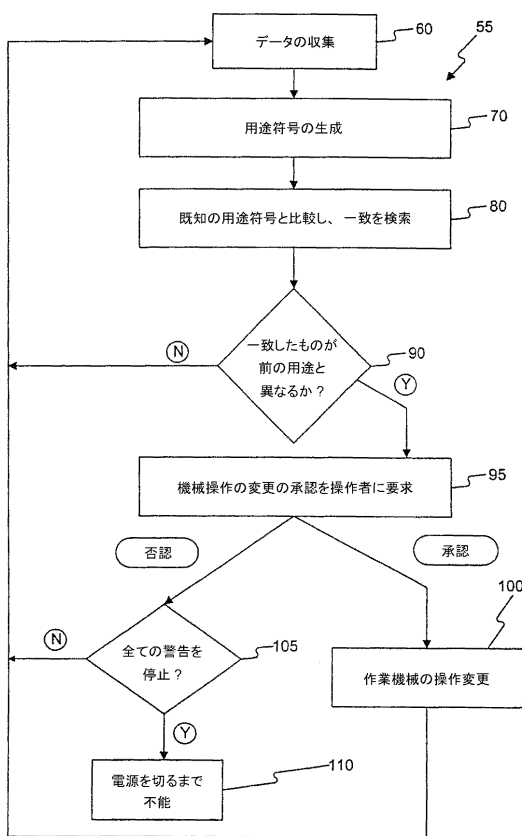 データの収集
60
55
用途符号の生成
70
既知の用途符号と比較し、一致を検索
80
一致したものが
前の用途と
異なるか？
90
N
Y
機械操作の変更の承認を操作者に要求
95
否認
承認
全ての警告を
停止？
105
N
Y
作業機械の操作変更
100
電源を切るまで
不能
110